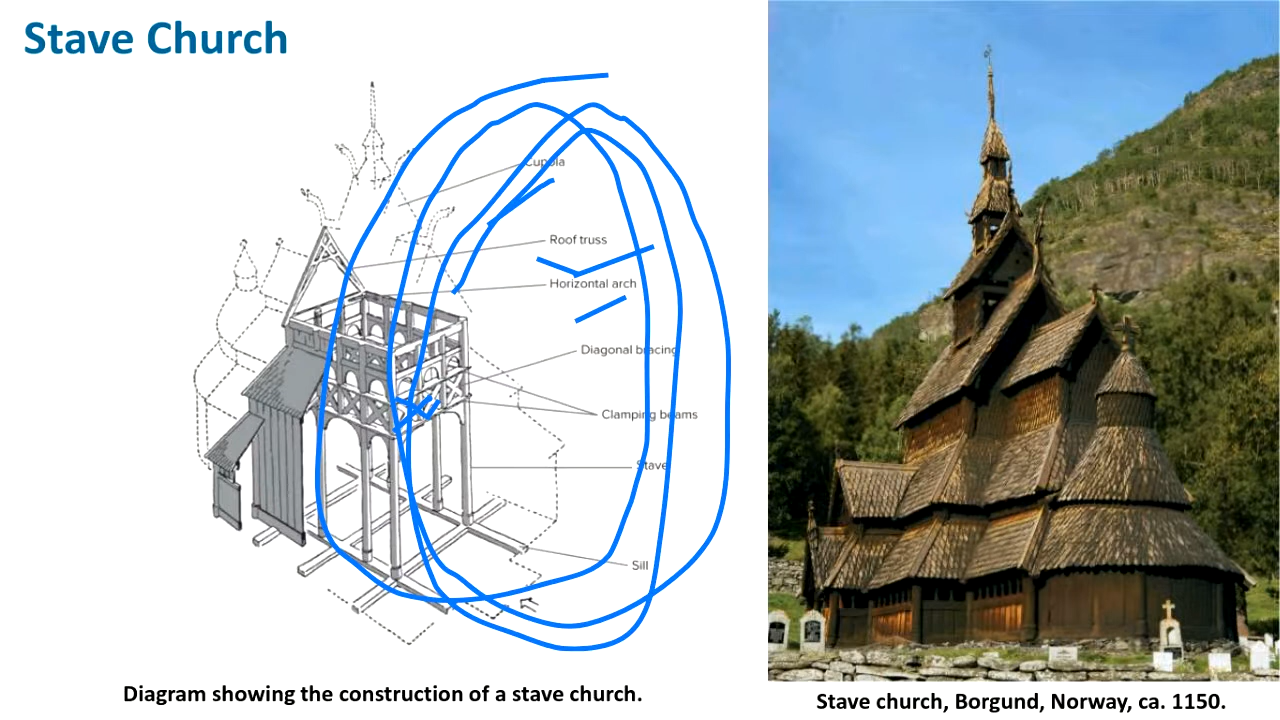 Stave Church
Cupola
Roof truss
Horizontal arch
Diagonal bracing
Clamping beams
Stave
Sill
Diagram showing the construction of a stave church.
Stave church, Borgund, Norway, ca. 1150.